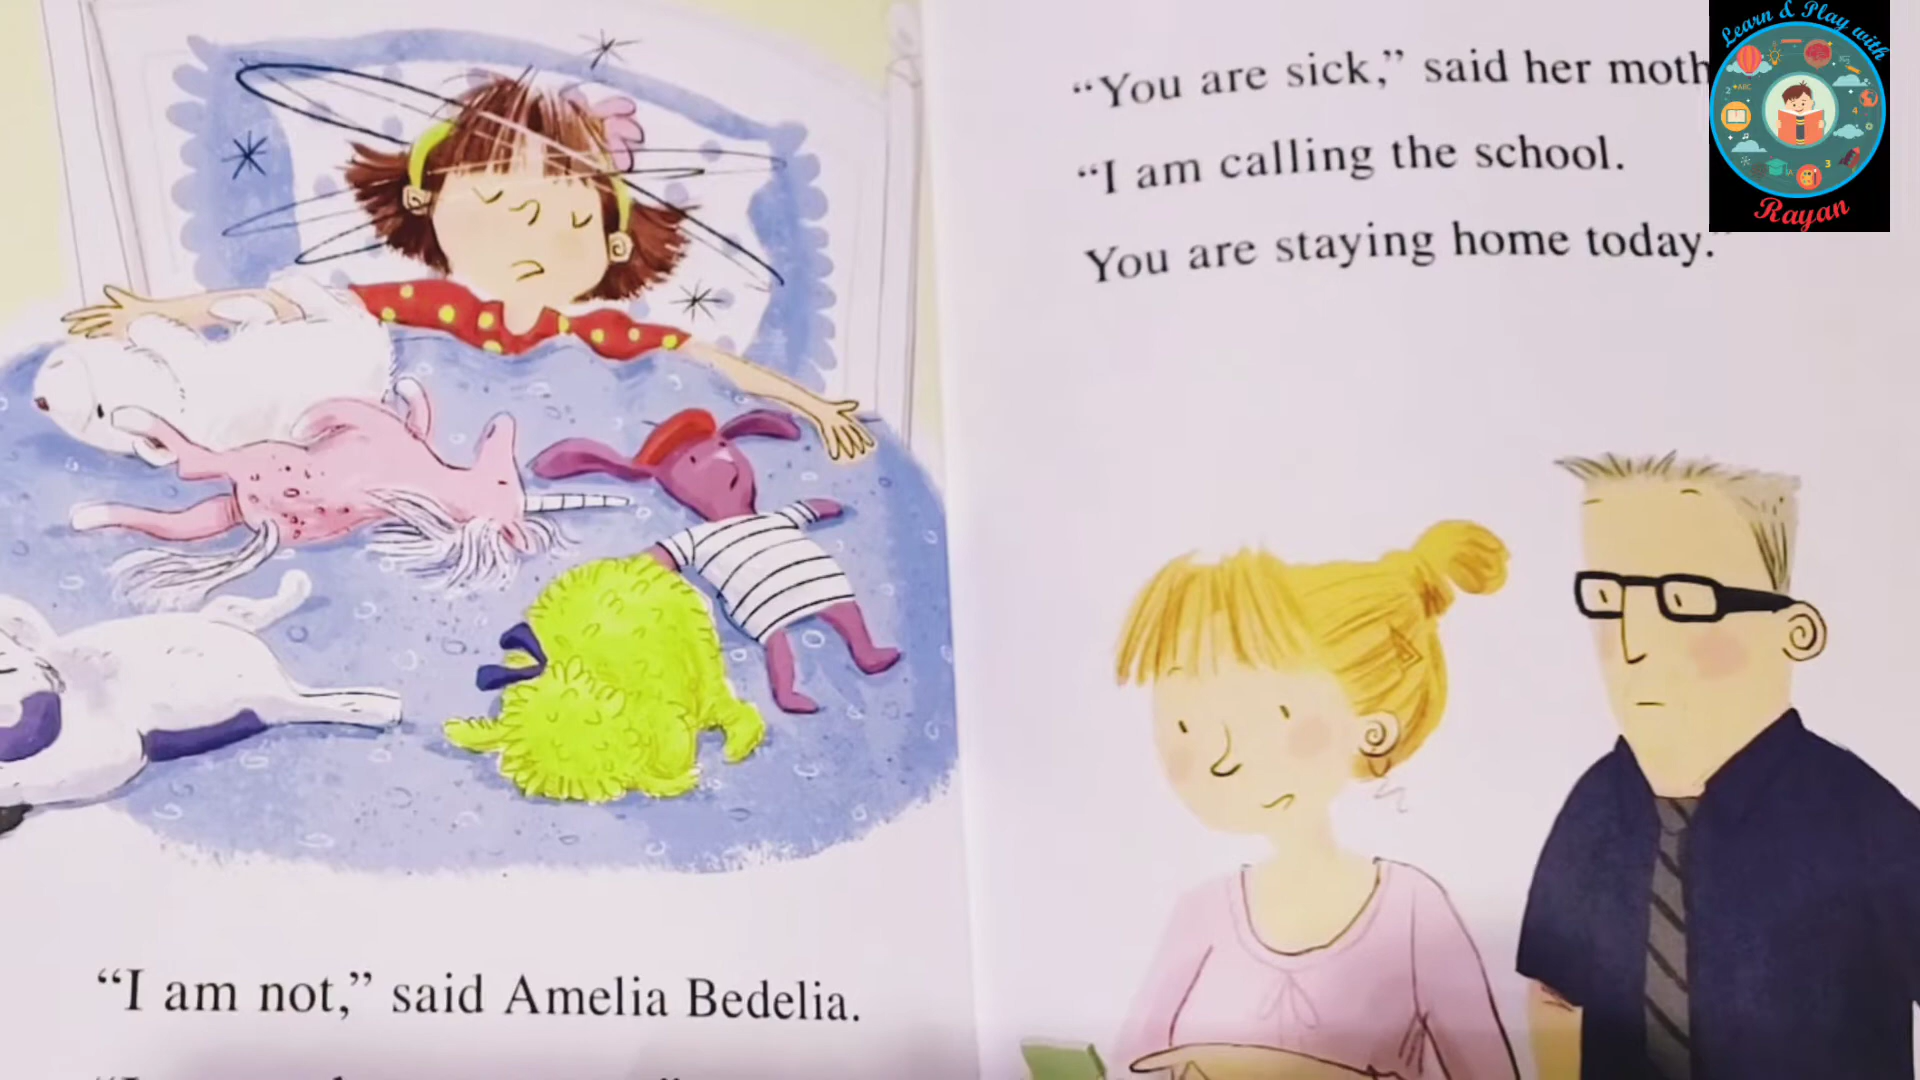 “I am not,” said Amelia Bedelia.
“You are sick,” said her
“I am calling the school.
You are staying home today.”
Learn & Play with
Rayan